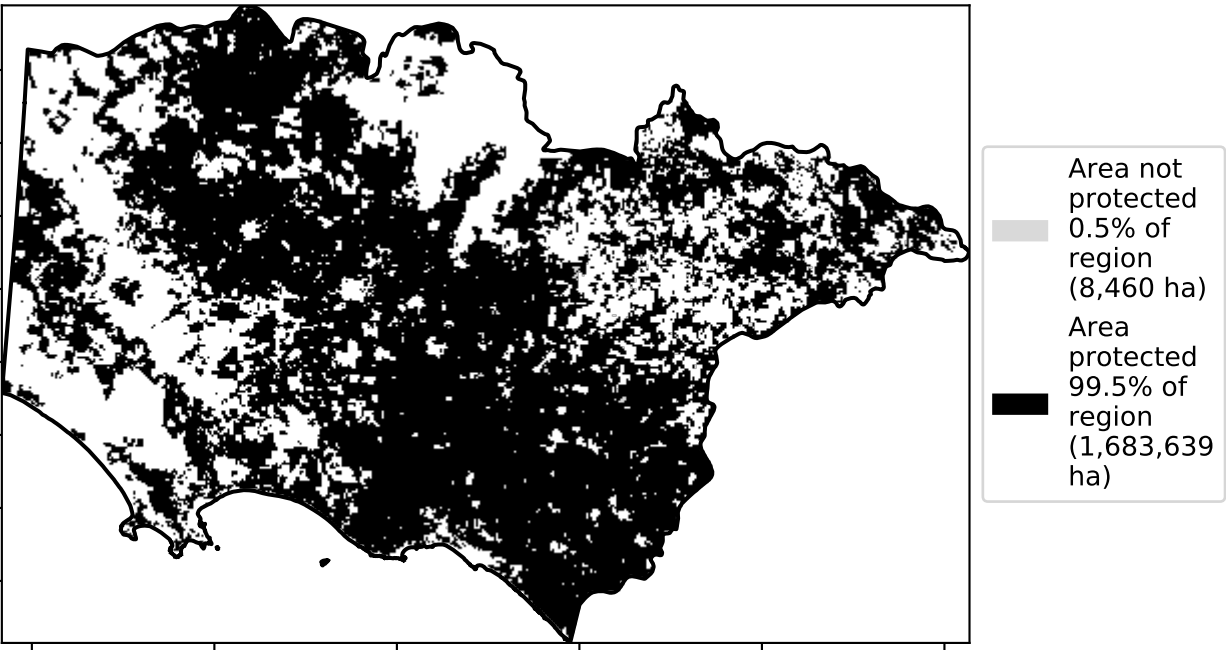 Area not
protected
0.5% of
region
(8,460 ha)
Area
protected
99.5% of
region
(1,683,639
ha)